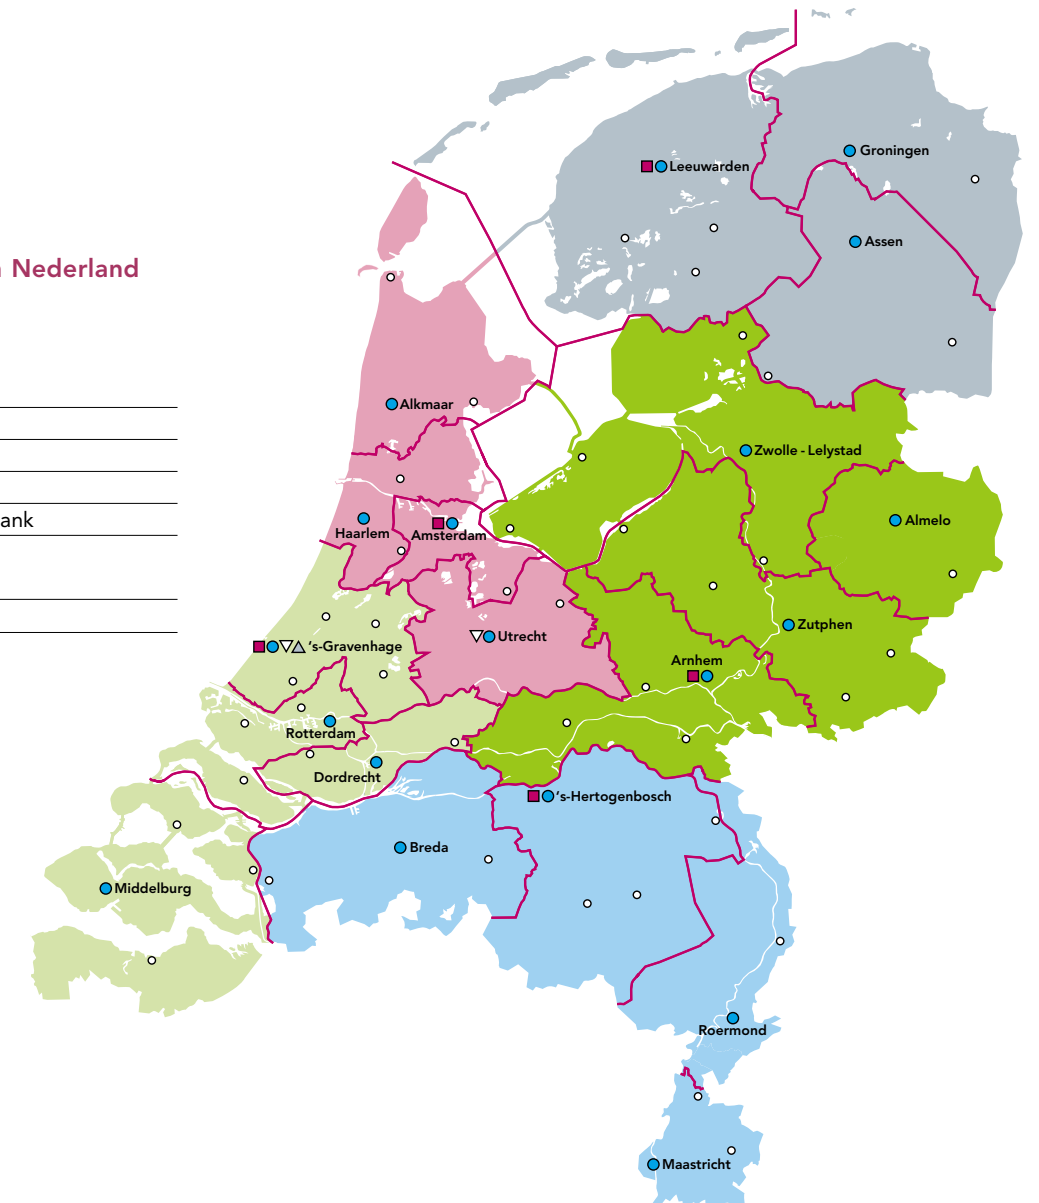 Groningen
Leeuwarden
Assen
Nederland
Alkmaar
Zwolle - Lelystad
ank
Haarlem
Amsterdam
Almelo
Zutphen
Utrecht
's-Gravenhage
Arnhem
Rotterdam
Dordrecht
's-Hertogenbosch
Breda
Middelburg
Roermond
Maastricht